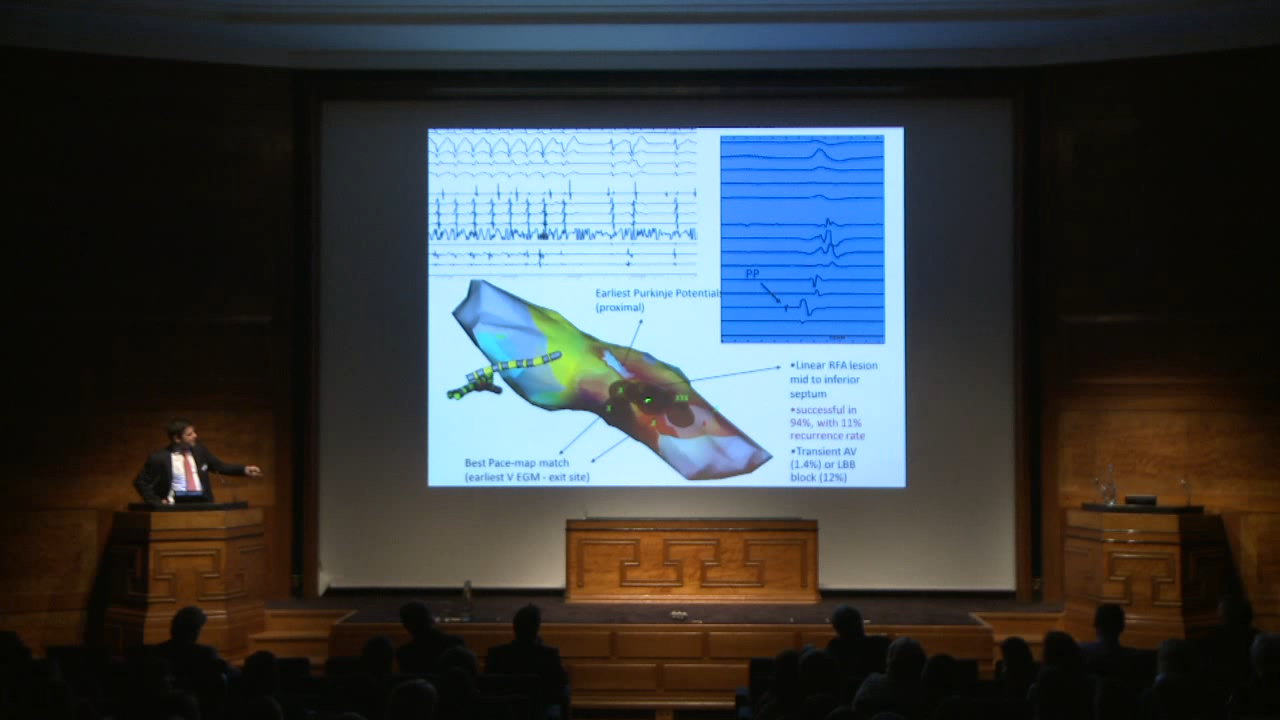 PP
Earliest Purkinje Potentials
(proximal)
•Linear RFA lesion
mid to inferior
septum
•successful in
94%, with 11%
recurrence rate
•Transient AV
(1.4%) or LBB
block (12%)
X
XXX
X
Best Pace-map match
(earliest V EGM - exit site)